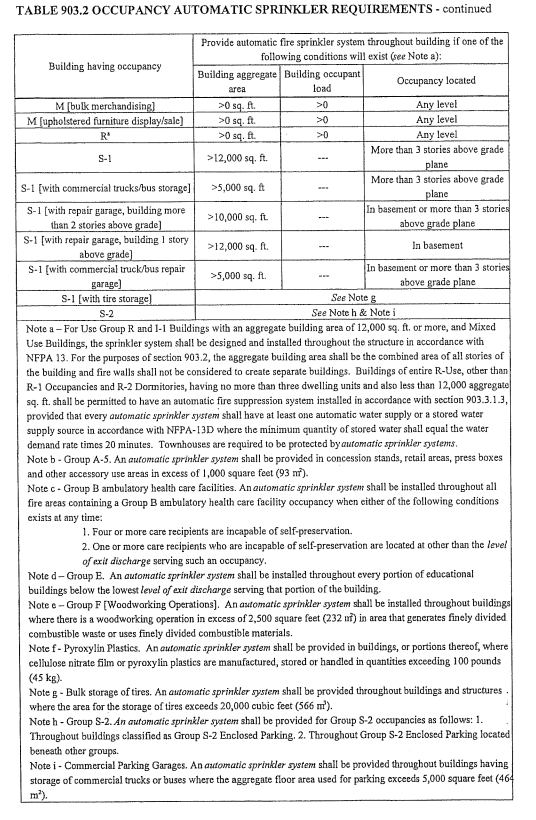 TABLE 903.2 OCCUPANCY AUTOMATIC SPRINKLER REQUIREMENTS - continued
Building having occupancy
Provide automatic fire sprinkler system throughout building if one of the
following conditions will exist (see Note a):
Building aggregate
area
Building occupant
load
Occupancy located
M [bulk merchandising] >0 sq. ft. >0 Any level
M [upholstered furniture display/sale] >0 sq. ft. >0 Any level
Rª >0 sq. ft. >0 Any level
S-1 >12,000 sq. ft. --- More than 3 stories above grade
plane
S-1 [with commercial trucks/bus storage] >5,000 sq. ft --- More than 3 stories above grade
plane
S-1 [with repair garage, building more
than 2 stories above grade] >10,000 sq. ft. --- In basement or more than 3 stories
above grade plane
S-1 [with repair garage, building 1 story
above grade] >12,000 sq. ft. --- In basement
S-1 [with commercial truck/bus repair
garage] >5,000 sq. ft. --- In basement or more than 3 stories
above grade plane
S-1 [with tire storage] See Note g
S-2 See Note h & Note i
Note a – For Use Group R and I-1 Buildings with an aggregate building area of 12,000 sq. ft. or more, and Mixed
Use Buildings, the sprinkler system shall be designed and installed throughout the structure in accordance with
NFPA 13. For the purposes of section 903.2, the aggregate building area shall be the combined area of all stories of
the building and fire walls shall not be considered to create separate buildings. Buildings of entire R-Use, other than
R-1 Occupancies and R-2 Dormitories, having no more than three dwelling units and also less than 12,000 aggregate
sq. ft. shall be permitted to have an automatic fire suppression system installed in accordance with section 903.3.1.3,
provided that every automatic sprinkler system shall have at least one automatic water supply or a stored water
supply source in accordance with NFPA-13D where the minimum quantity of stored water shall equal the water
demand rate times 20 minutes. Townhouses are required to be protected by automatic sprinkler systems.
Note b - Group A-5. An automatic sprinkler system shall be provided in concession stands, retail areas, press boxes
and other accessory use areas in excess of 1,000 square feet (93 m²).
Note c - Group B ambulatory health care facilities. An automatic sprinkler system shall be installed throughout all
fire areas containing a Group B ambulatory health care facility occupancy when either of the following conditions
exists at any time:
1. Four or more care recipients are incapable of self-preservation.
2. One or more care recipients who are incapable of self-preservation are located at other than the level
of exit discharge serving such an occupancy.
Note d – Group E. An automatic sprinkler system shall be installed throughout every portion of educational
buildings below the lowest level of exit discharge serving that portion of the building.
Note e – Group F [Woodworking Operations]. An automatic sprinkler system shall be installed throughout buildings
where there is a woodworking operation in excess of 2,500 square feet (232 m²) in area that generates finely divided
combustible waste or uses finely divided combustible materials.
Note f - Pyroxylin Plastics. An automatic sprinkler system shall be provided in buildings, or portions thereof, where
cellulose nitrate film or pyroxylin plastics are manufactured, stored or handled in quantities exceeding 100 pounds
(45 kg).
Note g - Bulk storage of tires. An automatic sprinkler system shall be provided throughout buildings and structures
where the area for the storage of tires exceeds 20,000 cubic feet (566 m³).
Note h - Group S-2. An automatic sprinkler system shall be provided for Group S-2 occupancies as follows: 1.
Throughout buildings classified as Group S-2 Enclosed Parking. 2. Throughout Group S-2 Enclosed Parking located
beneath other groups.
Note i - Commercial Parking Garages. An automatic sprinkler system shall be provided throughout buildings having
storage of commercial trucks or buses where the aggregate floor area used for parking exceeds 5,000 square feet (464
m²).